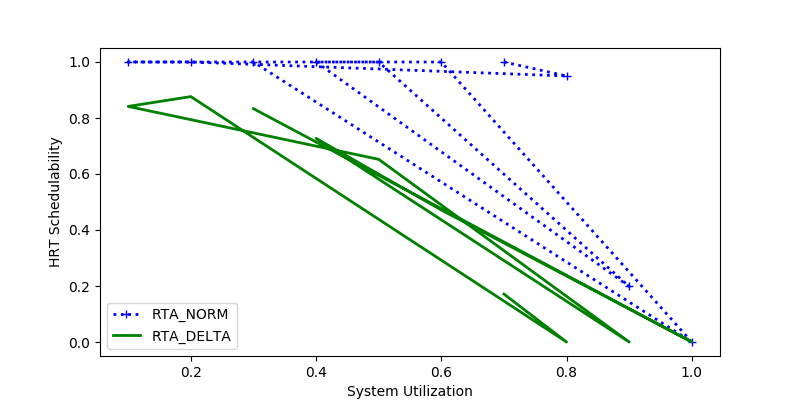 1.0
0.8
0.6
0.4
0.2
0.0
HRT Schedulability
RTA_NORM
RTA_DELTA
0.2 0.4 0.6 0.8 1.0
System Utilization